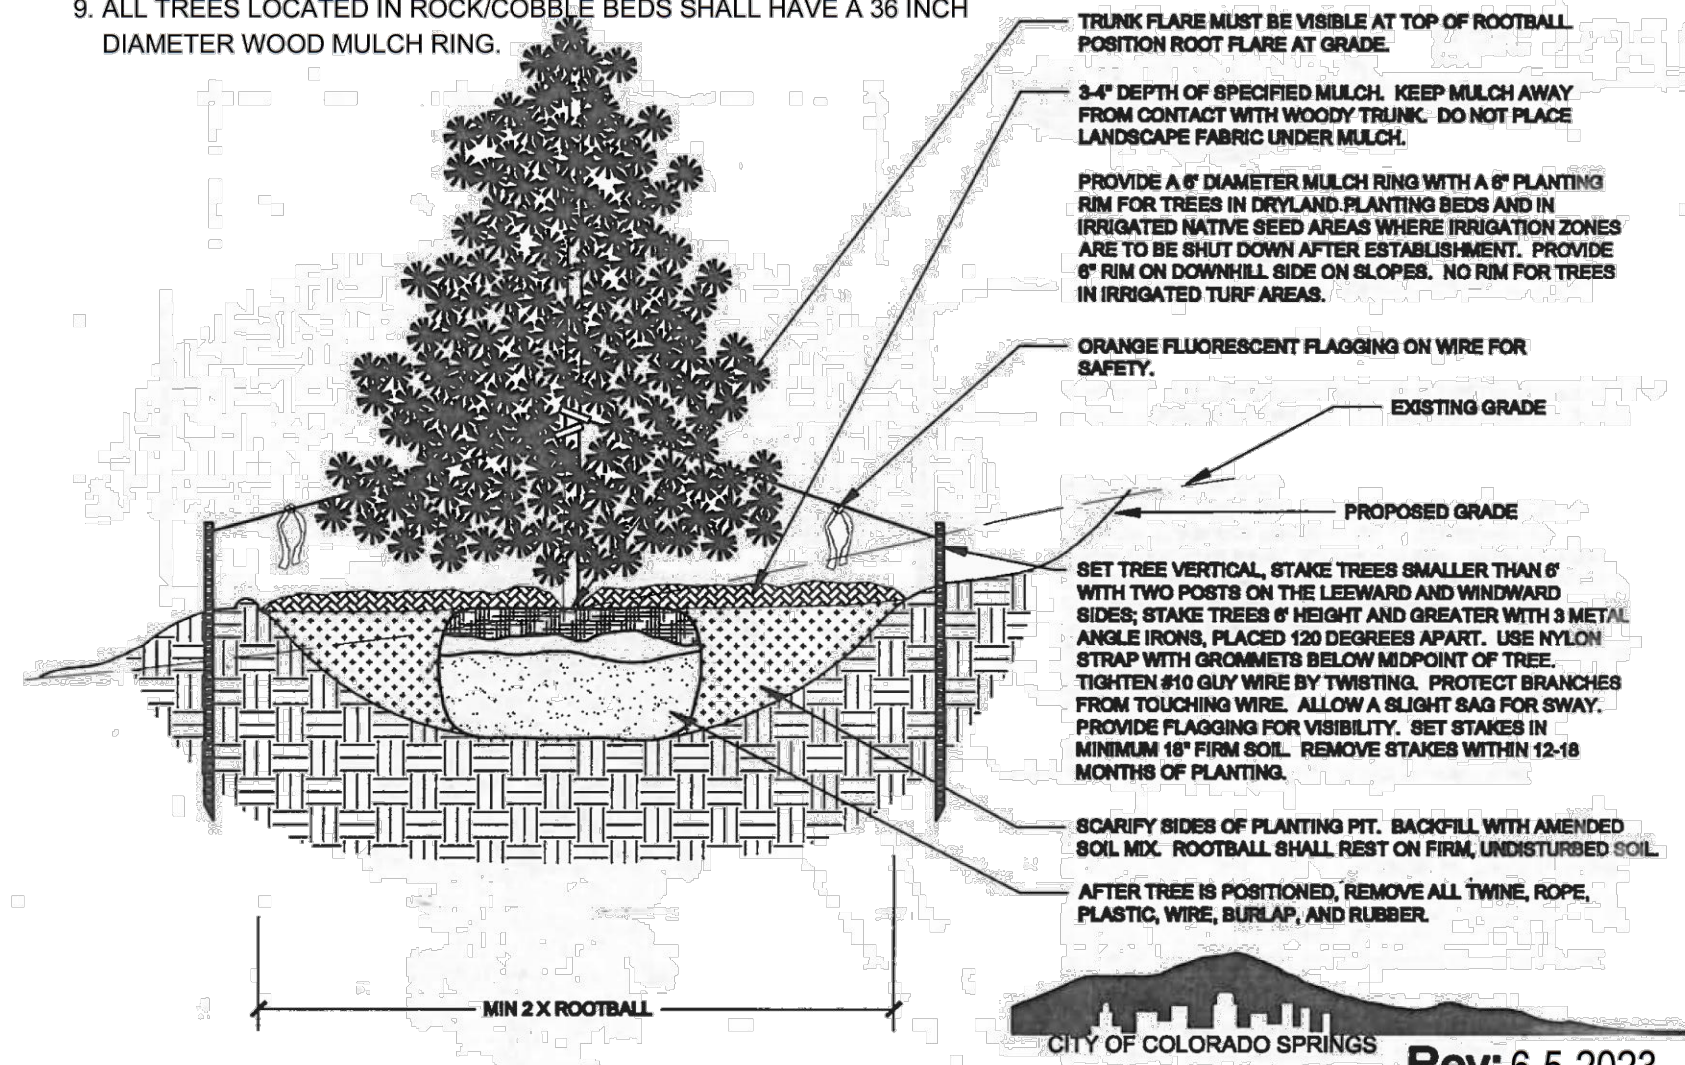 9. ALL TREES LOCATED IN ROCK/COBBLE BEDS SHALL HAVE A 36 INCH
DIAMETER WOOD MULCH RING.
TRUNK FLARE MUST BE VISIBLE AT TOP OF ROOTBALL
POSITION ROOT FLARE AT GRADE.
3-4" DEPTH OF SPECIFIED MULCH. KEEP MULCH AWAY
FROM CONTACT WITH WOODY TRUNK. DO NOT PLACE
LANDSCAPE FABRIC UNDER MULCH.
PROVIDE A 6' DIAMETER MULCH RING WITH A 6" PLANTING
RIM FOR TREES IN DRYLAND PLANTING BEDS AND IN
IRRIGATED NATIVE SEED AREAS WHERE IRRIGATION ZONES
ARE TO BE SHUT DOWN AFTER ESTABLISHMENT. PROVIDE
6" RIM ON DOWNHILL SIDE ON SLOPES. NO RIM FOR TREES
IN IRRIGATED TURF AREAS.
ORANGE FLUORESCENT FLAGGING ON WIRE FOR
SAFETY.
EXISTING GRADE
PROPOSED GRADE
SET TREE VERTICAL, STAKE TREES SMALLER THAN 6'
WITH TWO POSTS ON THE LEEWARD AND WINDWARD
SIDES; STAKE TREES 6' HEIGHT AND GREATER WITH 3 METAL
ANGLE IRONS, PLACED 120 DEGREES APART. USE NYLON
STRAP WITH GROMMETS BELOW MIDPOINT OF TREE.
TIGHTEN #10 GUY WIRE BY TWISTING. PROTECT BRANCHES
FROM TOUCHING WIRE. ALLOW A SLIGHT SAG FOR SWAY.
PROVIDE FLAGGING FOR VISIBILITY. SET STAKES IN
MINIMUM 18" FIRM SOIL. REMOVE STAKES WITHIN 12-18
MONTHS OF PLANTING.
SCARIFY SIDES OF PLANTING PIT. BACKFILL WITH AMENDED
SOIL MIX. ROOTBALL SHALL REST ON FIRM, UNDISTURBED SOIL.
AFTER TREE IS POSITIONED, REMOVE ALL TWINE, ROPE,
PLASTIC, WIRE, BURLAP, AND RUBBER.
MIN 2 X ROOTBALL
CITY OF COLORADO SPRINGS
Rev: 6-5-2023